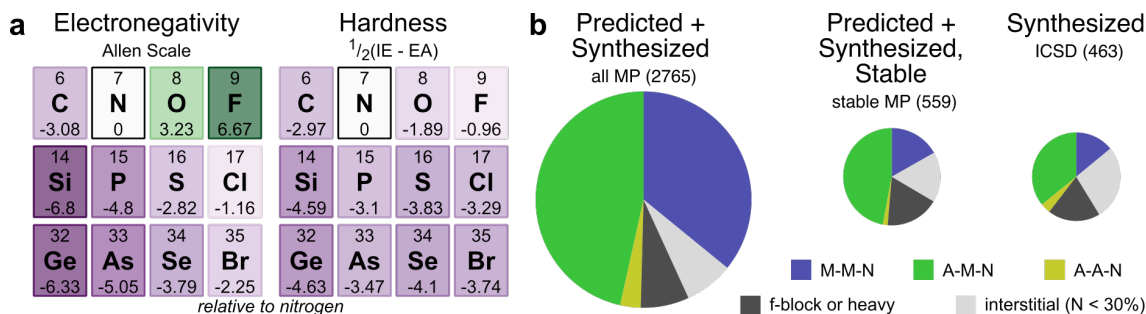 a
Electronegativity
Allen Scale
6 7 8 9
C N O F
-3.08 0 3.23 6.67
14 15 16 17
Si P S Cl
-6.8 -4.8 -2.82 -1.16
32 33 34 35
Ge As Se Br
-6.33 -5.05 -3.79 -2.25
Hardness
1/2(IE - EA)
6 7 8 9
C N O F
-2.97 0 -1.89 -0.96
14 15 16 17
Si P S Cl
-4.59 -3.1 -3.83 -3.29
32 33 34 35
Ge As Se Br
-4.63 -3.47 -4.1 -3.74
relative to nitrogen
b
Predicted +
Synthesized
all MP (2765)
Predicted +
Synthesized,
Stable
stable MP (559)
Synthesized
ICSD (463)
M-M-N A-M-N A-A-N
f-block or heavy interstitial (N < 30%)